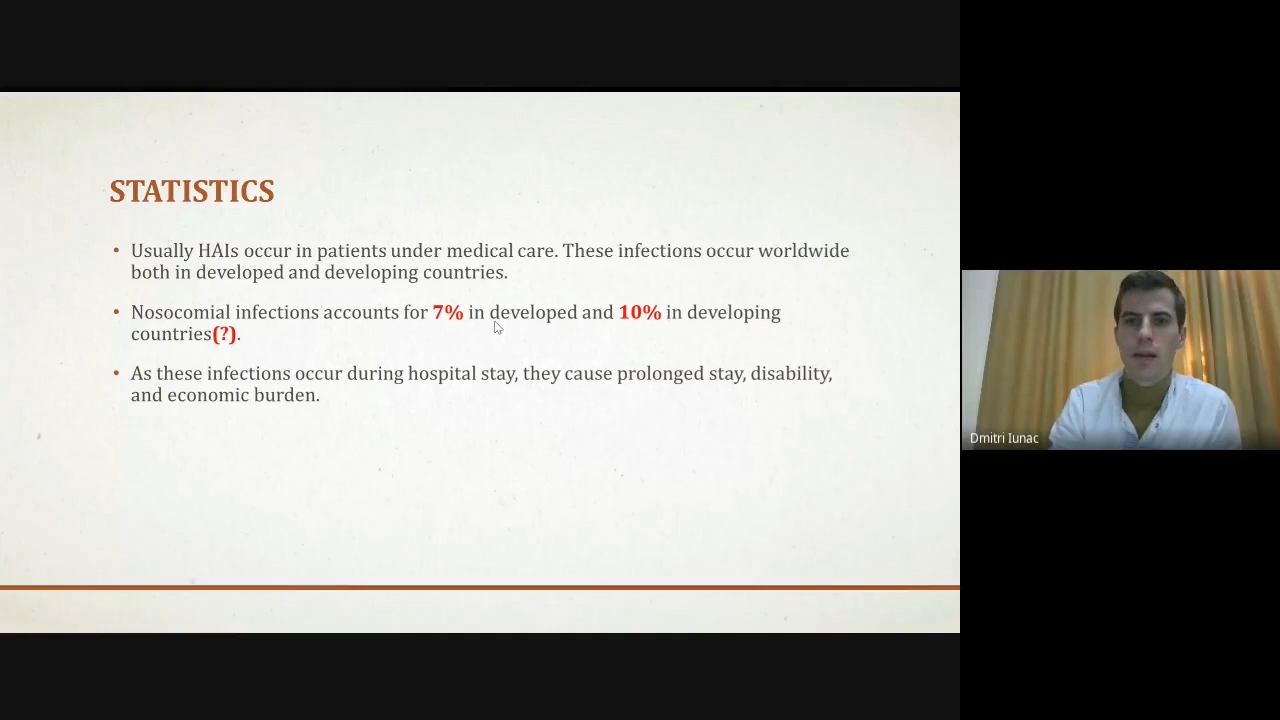 STATISTICS
• Usually HAIs occur in patients under medical care. These infections occur worldwide
both in developed and developing countries.
• Nosocomial infections accounts for 7% in developed and 10% in developing
countries(?).
• As these infections occur during hospital stay, they cause prolonged stay, disability,
and economic burden.
Dmitri Iunac